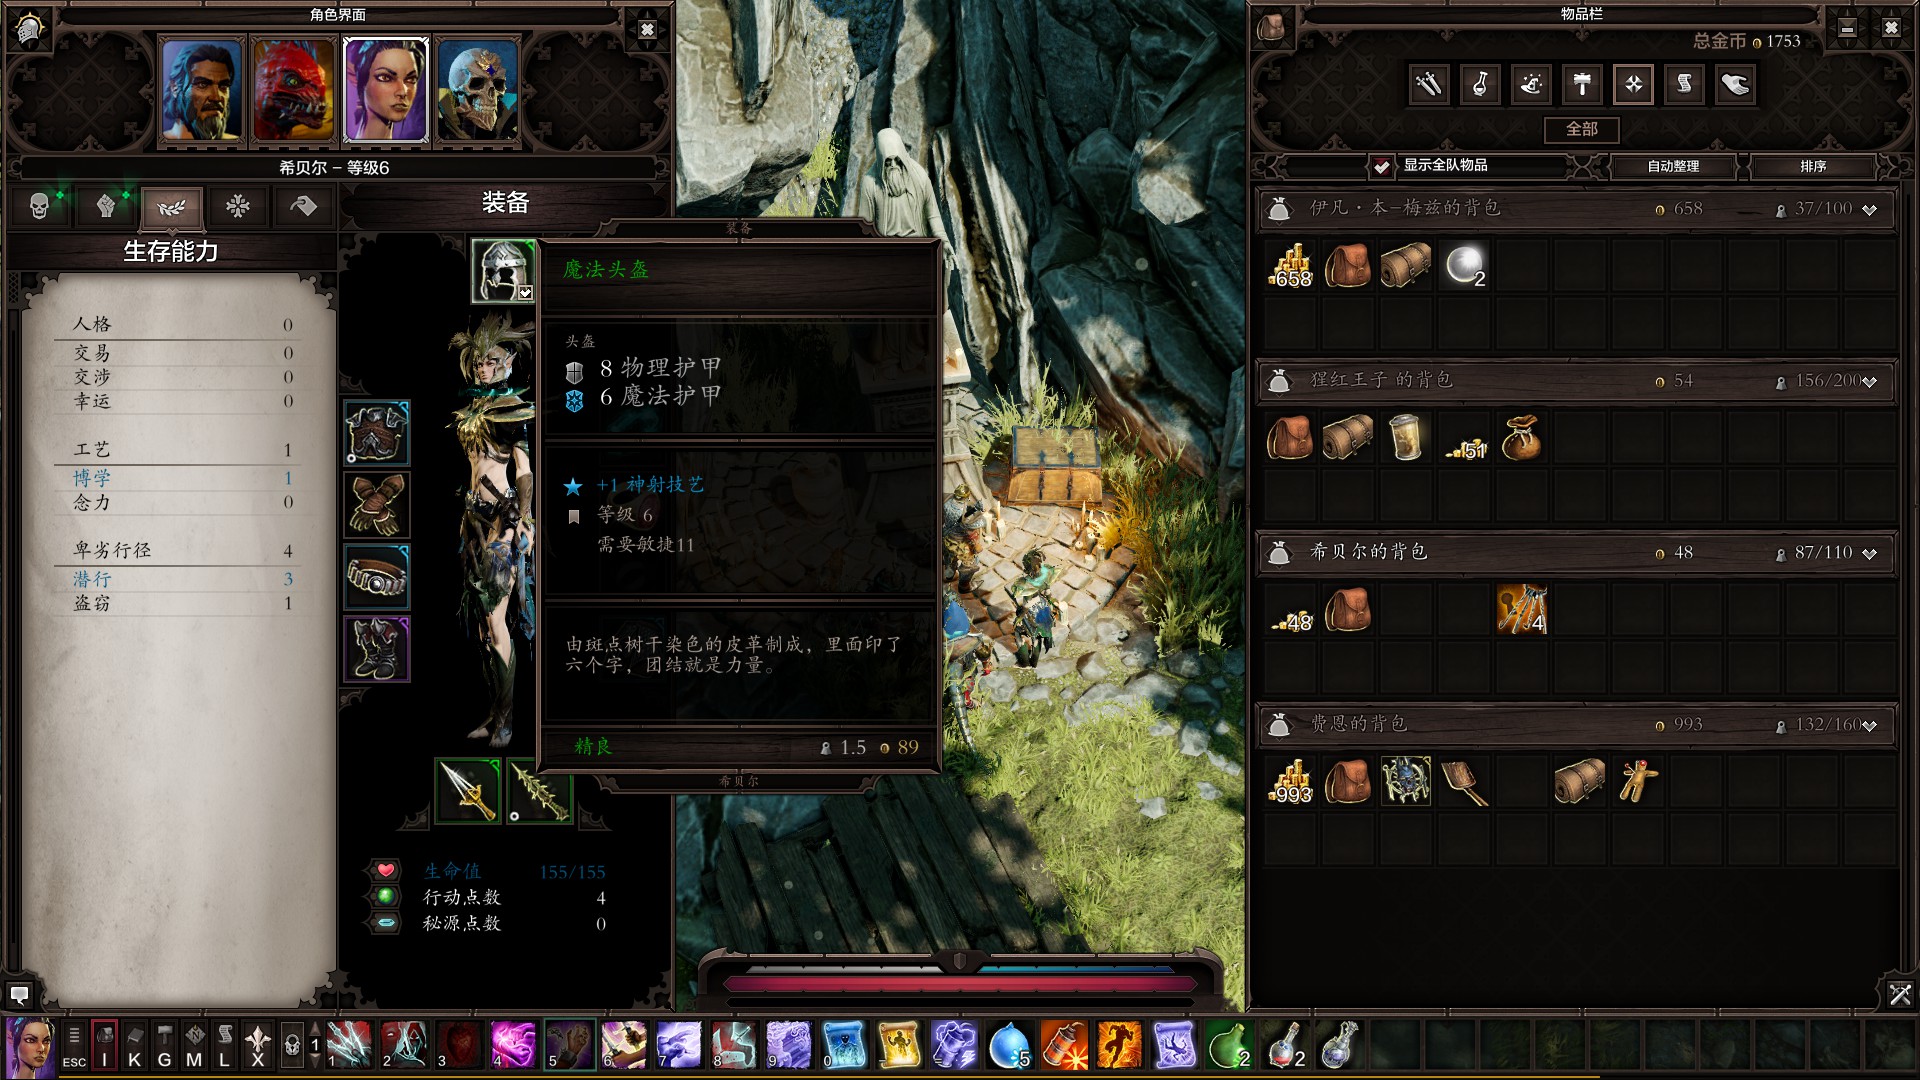 角色界面
希贝尔 – 等级6
装备
生存能力
人格 0
交易 0
交涉 0
幸运 0
工艺 1
博学 1
念力 0
卑劣行径 4
潜行 3
盗窃 1
装备
魔法头盔
头盔
8 物理护甲
6 魔法护甲
+1 神射技艺
等级 6
需要敏捷11
由斑点树干染色的皮革制成，里面印了
六个字，团结就是力量。
精良 1.5 89
希贝尔
生命值 155/155
行动点数 4
秘源点数 0
物品栏
总金币 1753
全部
显示全队物品 自动整理 排序
伊凡·本–梅兹的背包 658 37/100
658 2
猩红王子 的背包 54 156/200
51
希贝尔的背包 48 87/110
48 4
费恩的背包 993 132/160
993
ESC I K G M L X 1 1 2 3 4 5 6 7 8 9 0 - = 5 2 2